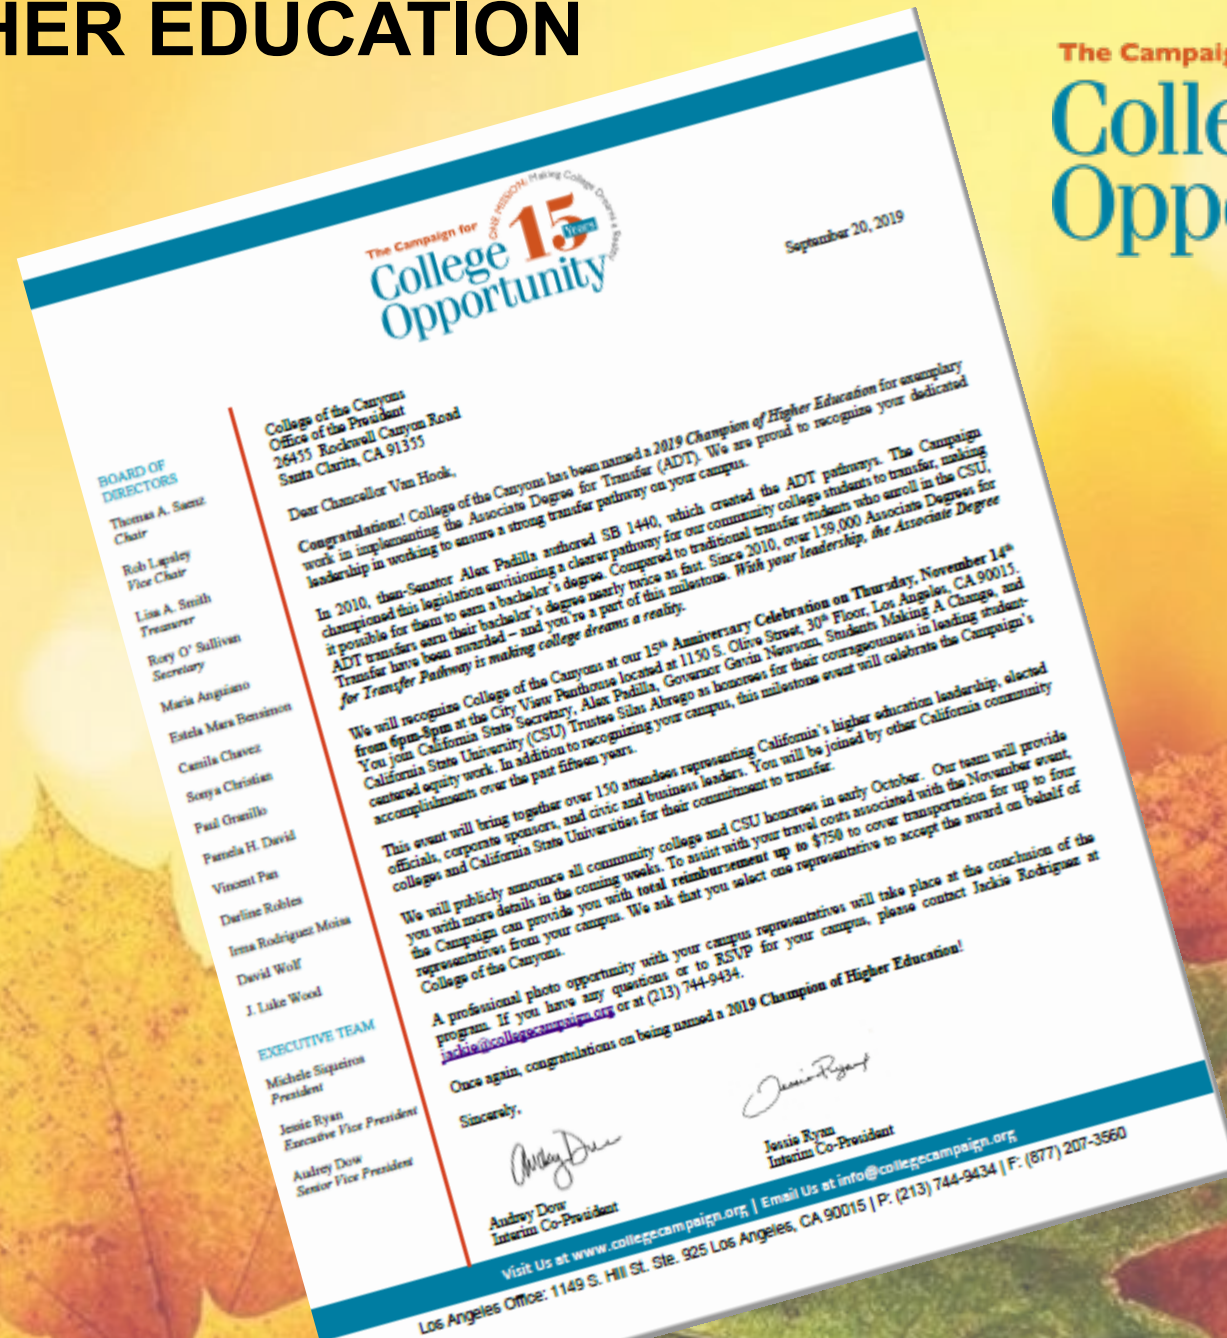 HER EDUCATION
The Campaig
Colle
Oppo
The Campaign for
College
Opportunity
ONE MISSION: Making College Dreams a Reality
15
Years
September 20, 2019
College of the Canyons
Office of the President
26455 Rockwell Canyon Road
Santa Clarita, CA 91355
Dear Chancellor Van Hook,
Congratulations! College of the Canyons has been named a 2019 Champion of Higher Education for exemplary
work in implementing the Associate Degree for Transfer (ADT). We are proud to recognize your dedicated
leadership in working to ensure a strong transfer pathway on your campus.
In 2010, then-Senator Alex Padilla authored SB 1440, which created the ADT pathways. The Campaign
championed this legislation envisioning a clearer pathway for our community college students to transfer, making
it possible for them to earn a bachelor's degree. Compared to traditional transfer students who enroll in the CSU,
ADT transfers earn their bachelor's degree nearly twice as fast. Since 2010, over 159,000 Associate Degrees for
Transfer have been awarded – and you're a part of this milestone. With your leadership, the Associate Degree
for Transfer Pathway is making college dreams a reality.
We will recognize College of the Canyons at our 15th Anniversary Celebration on Thursday, November 14th
from 6pm-8pm at the City View Penthouse located at 1150 S. Olive Street, 30th Floor, Los Angeles, CA 90015.
You join California State Secretary, Alex Padilla, Governor Gavin Newsom, Students Making A Change, and
California State University (CSU) Trustee Silas Abrego as honorees for their courageousness in leading student-
centered equity work. In addition to recognizing your campus, this milestone event will celebrate the Campaign's
accomplishments over the past fifteen years.
This event will bring together over 150 attendees representing California's higher education leadership, elected
officials, corporate sponsors, and civic and business leaders. You will be joined by other California community
colleges and California State Universities for their commitment to transfer.
We will publicly announce all community college and CSU honorees in early October. Our team will provide
you with more details in the coming weeks. To assist with your travel costs associated with the November event,
the Campaign can provide you with total reimbursement up to $750 to cover transportation for up to four
representatives from your campus. We ask that you select one representative to accept the award on behalf of
College of the Canyons.
A professional photo opportunity with your campus representatives will take place at the conclusion of the
program. If you have any questions or to RSVP for your campus, please contact Jackie Rodriguez at
jackie@collegecampaign.org or at (213) 744-9434.
Once again, congratulations on being named a 2019 Champion of Higher Education!
Sincerely,
Audrey Dow
Interim Co-President
Jessie Ryan
Interim Co-President
BOARD OF
DIRECTORS
Thomas A. Saenz
Chair
Rob Lapsley
Vice Chair
Lisa A. Smith
Treasurer
Rory O' Sullivan
Secretary
Maria Anguiano
Estela Mara Bensimon
Camila Chavez
Sonya Christian
Paul Granillo
Pamela H. David
Vincent Pan
Darline Robles
Irma Rodriguez Moisa
David Wolf
J. Luke Wood
EXECUTIVE TEAM
Michele Siqueiros
President
Jessie Ryan
Executive Vice President
Audrey Dow
Senior Vice President
Visit Us at www.collegecampaign.org | Email Us at info@collegecampaign.org
Los Angeles Office: 1149 S. Hill St. Ste. 925 Los Angeles, CA 90015 | P: (213) 744-9434 | F: (877) 207-3560